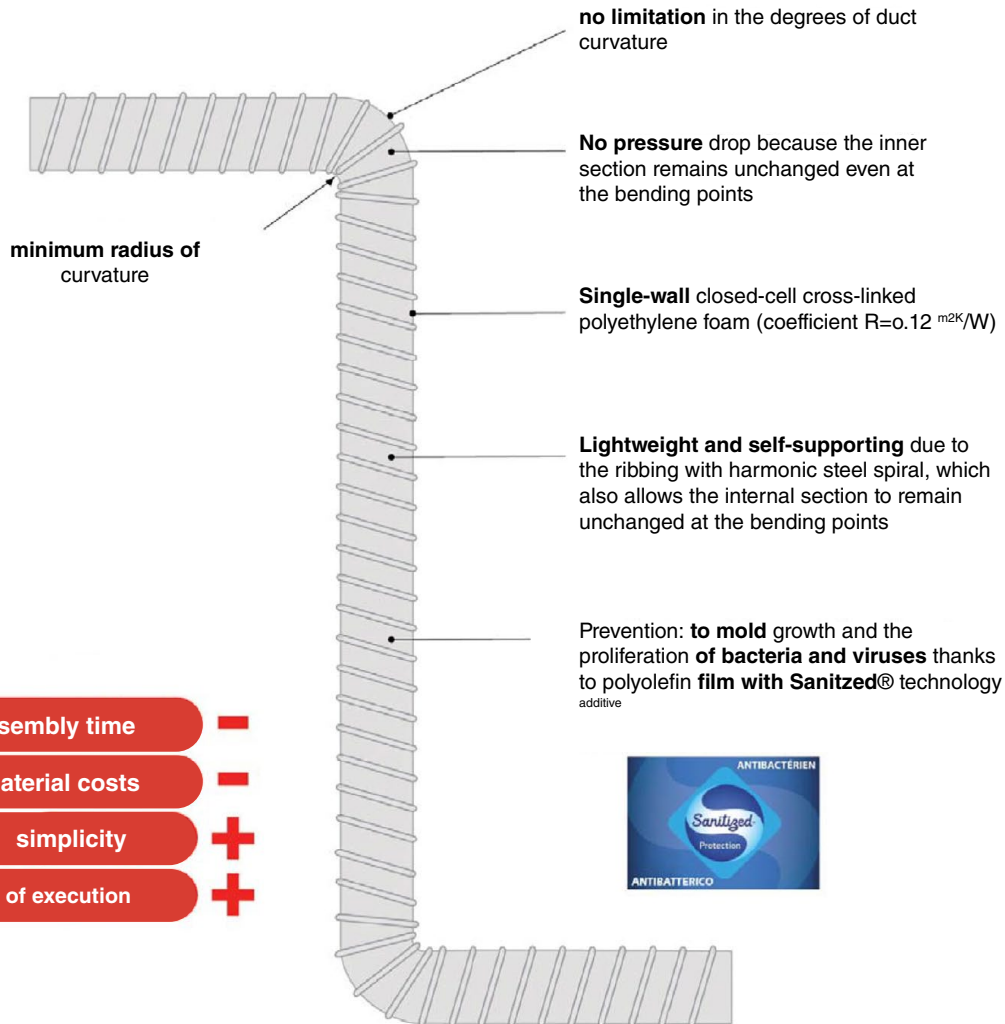 no limitation in the degrees of duct
curvature
No pressure drop because the inner
section remains unchanged even at
the bending points
minimum radius of
curvature
Single-wall closed-cell cross-linked
polyethylene foam (coefficient R=o.12 m2K/W)
Lightweight and self-supporting due to
the ribbing with harmonic steel spiral, which
also allows the internal section to remain
unchanged at the bending points
Prevention: to mold growth and the
proliferation of bacteria and viruses thanks
to polyolefin film with Sanitzed® technology
additive
sembly time
-
aterial costs
-
simplicity
+
of execution
+
ANTIBACTÉRIEN
Sanitized
Protection
ANTIBATTERICO